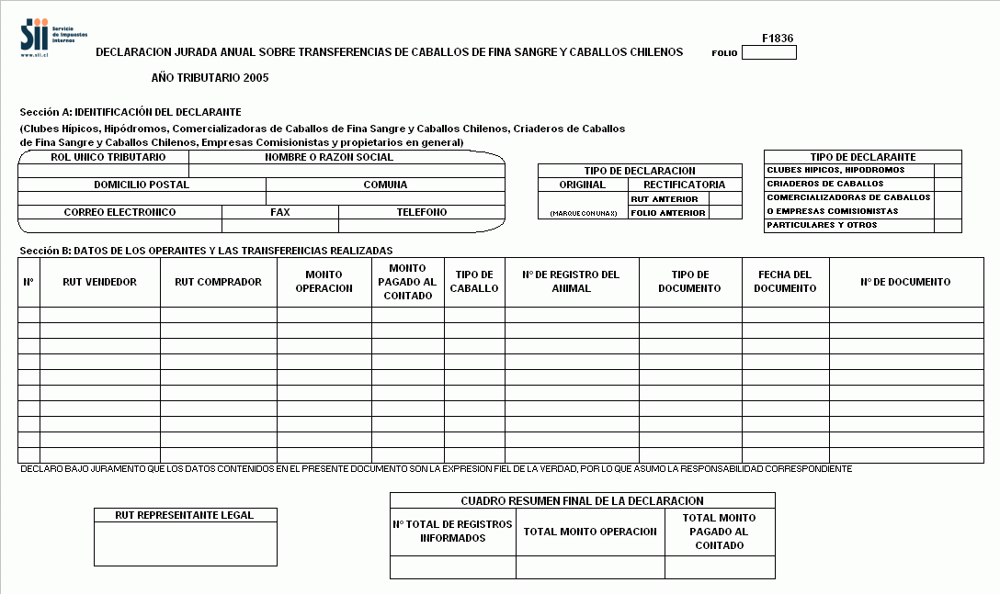 sii Servicio
de Impuestos
Internos
www.sii.cl
F1836
DECLARACION JURADA ANUAL SOBRE TRANSFERENCIAS DE CABALLOS DE FINA SANGRE Y CABALLOS CHILENOS
FOLIO
AÑO TRIBUTARIO 2005
Sección A: IDENTIFICACIÓN DEL DECLARANTE
(Clubes Hípicos, Hipódromos, Comercializadoras de Caballos de Fina Sangre y Caballos Chilenos, Criaderos de Caballos
de Fina Sangre y Caballos Chilenos, Empresas Comisionistas y propietarios en general)
ROL UNICO TRIBUTARIO
NOMBRE O RAZON SOCIAL
DOMICILIO POSTAL
COMUNA
CORREO ELECTRONICO
FAX
TELEFONO
TIPO DE DECLARACION
ORIGINAL
RECTIFICATORIA
RUT ANTERIOR
(MARQUE CON UNA X)
FOLIO ANTERIOR
TIPO DE DECLARANTE
CLUBES HIPICOS, HIPODROMOS
CRIADEROS DE CABALLOS
COMERCIALIZADORAS DE CABALLOS
O EMPRESAS COMISIONISTAS
PARTICULARES Y OTROS
Sección B: DATOS DE LOS OPERANTES Y LAS TRANSFERENCIAS REALIZADAS
Nº
RUT VENDEDOR
RUT COMPRADOR
MONTO
OPERACION
MONTO
PAGADO AL
CONTADO
TIPO DE
CABALLO
Nº DE REGISTRO DEL
ANIMAL
TIPO DE
DOCUMENTO
FECHA DEL
DOCUMENTO
Nº DE DOCUMENTO
DECLARO BAJO JURAMENTO QUE LOS DATOS CONTENIDOS EN EL PRESENTE DOCUMENTO SON LA EXPRESION FIEL DE LA VERDAD, POR LO QUE ASUMO LA RESPONSABILIDAD CORRESPONDIENTE
RUT REPRESENTANTE LEGAL
CUADRO RESUMEN FINAL DE LA DECLARACION
Nº TOTAL DE REGISTROS
INFORMADOS
TOTAL MONTO OPERACION
TOTAL MONTO
PAGADO AL
CONTADO